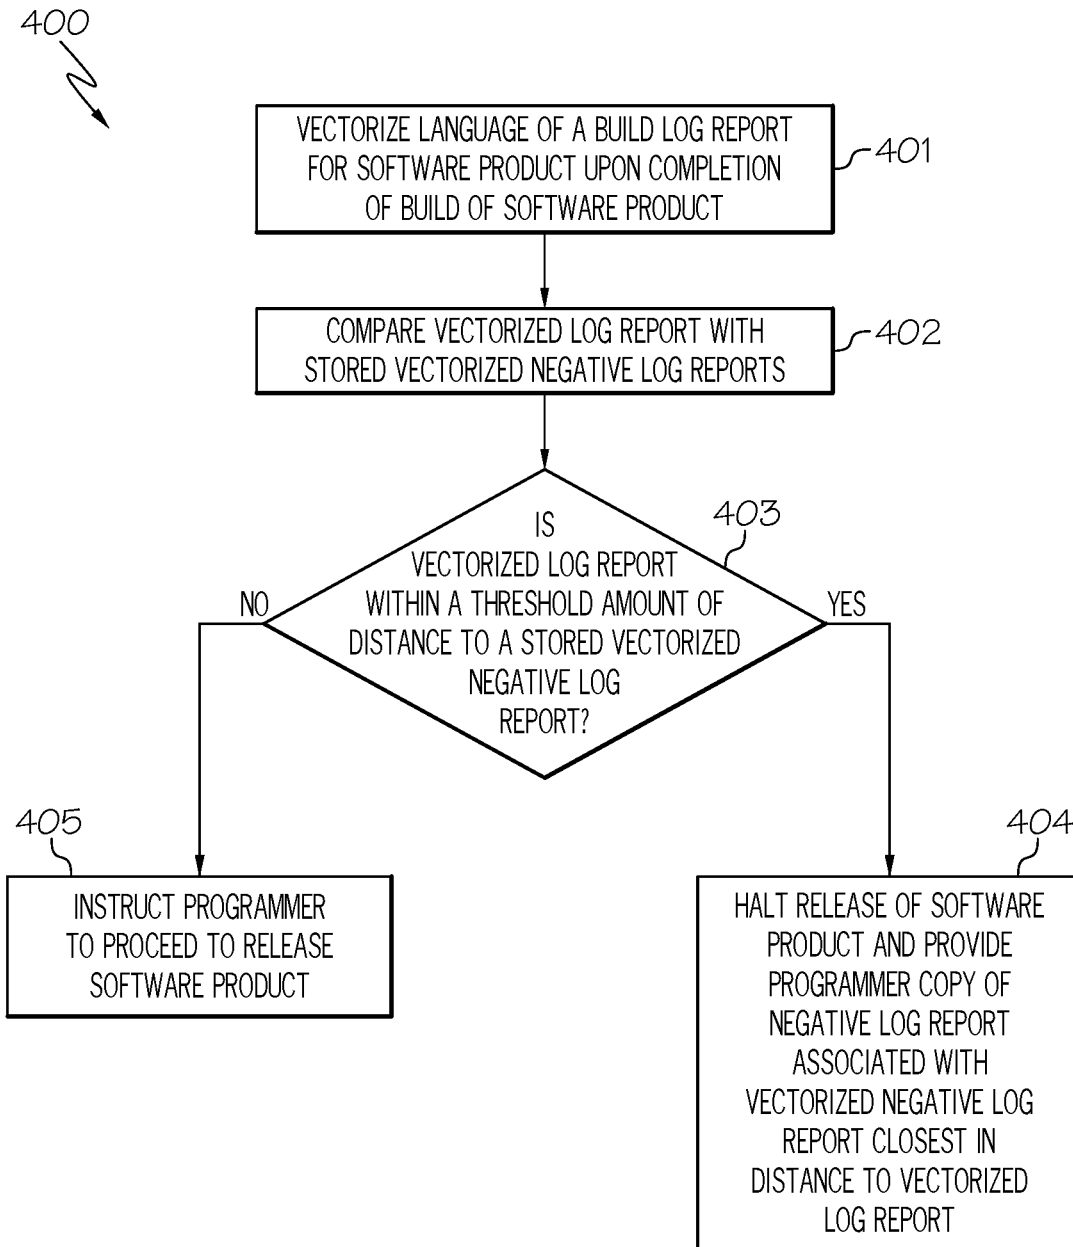 400
VECTORIZE LANGUAGE OF A BUILD LOG REPORT
FOR SOFTWARE PRODUCT UPON COMPLETION
OF BUILD OF SOFTWARE PRODUCT
401
COMPARE VECTORIZED LOG REPORT WITH
STORED VECTORIZED NEGATIVE LOG REPORTS
402
IS
VECTORIZED LOG REPORT
WITHIN A THRESHOLD AMOUNT OF
DISTANCE TO A STORED VECTORIZED
NEGATIVE LOG
REPORT?
403
NO
YES
405
INSTRUCT PROGRAMMER
TO PROCEED TO RELEASE
SOFTWARE PRODUCT
404
HALT RELEASE OF SOFTWARE
PRODUCT AND PROVIDE
PROGRAMMER COPY OF
NEGATIVE LOG REPORT
ASSOCIATED WITH
VECTORIZED NEGATIVE LOG
REPORT CLOSEST IN
DISTANCE TO VECTORIZED
LOG REPORT